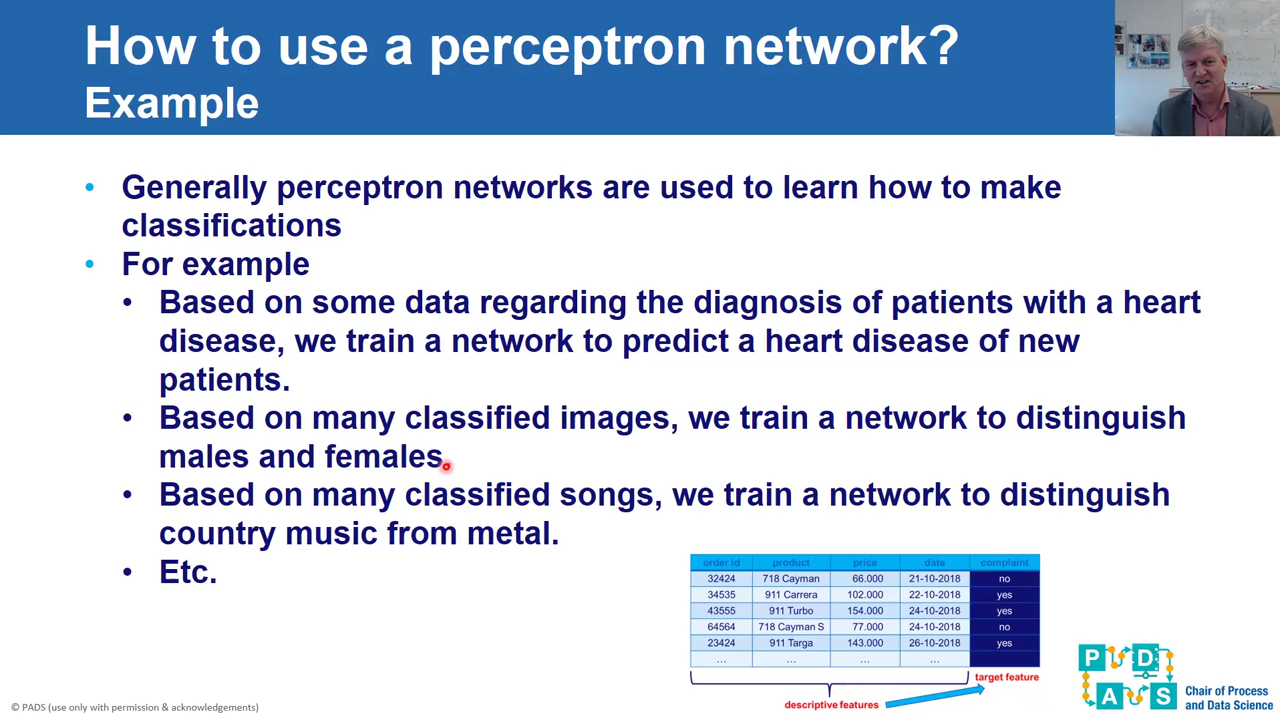 How to use a perceptron network?
Example
• Generally perceptron networks are used to learn how to make
classifications
• For example
• Based on some data regarding the diagnosis of patients with a heart
disease, we train a network to predict a heart disease of new
patients.
• Based on many classified images, we train a network to distinguish
males and females.
• Based on many classified songs, we train a network to distinguish
country music from metal.
• Etc.
order id product price date complaint
32424 718 Cayman 66.000 21-10-2018 no
34535 911 Carrera 102.000 22-10-2018 yes
43555 911 Turbo 154.000 24-10-2018 yes
64564 718 Cayman S 77.000 24-10-2018 no
23424 911 Targa 143.000 26-10-2018 yes
… … … …
target feature
descriptive features
P D
A S
Chair of Process
and Data Science
© PADS (use only with permission & acknowledgements)